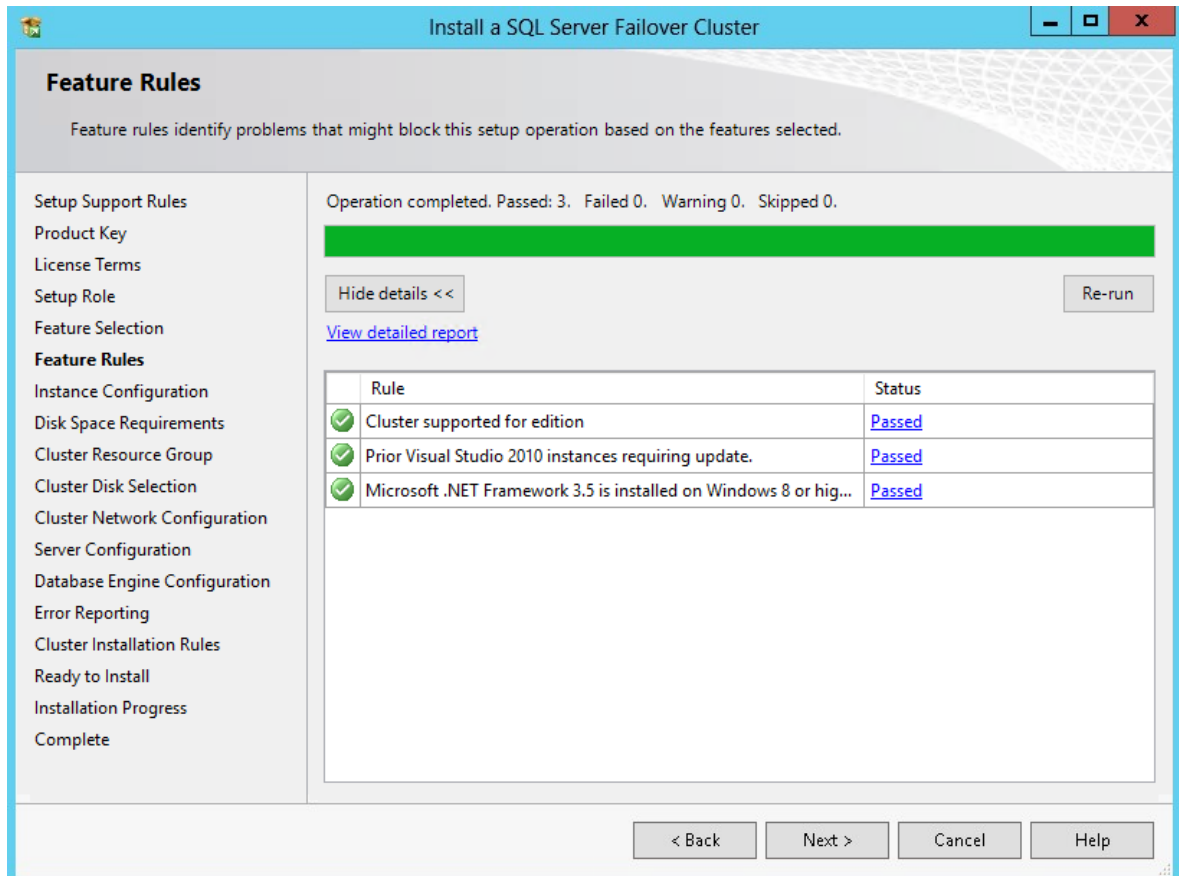 Install a SQL Server Failover Cluster
Feature Rules
Feature rules identify problems that might block this setup operation based on the features selected.
Setup Support Rules
Product Key
License Terms
Setup Role
Feature Selection
Feature Rules
Instance Configuration
Disk Space Requirements
Cluster Resource Group
Cluster Disk Selection
Cluster Network Configuration
Server Configuration
Database Engine Configuration
Error Reporting
Cluster Installation Rules
Ready to Install
Installation Progress
Complete
Operation completed. Passed: 3. Failed 0. Warning 0. Skipped 0.
Hide details << Re-run
View detailed report
Rule Status
Cluster supported for edition Passed
Prior Visual Studio 2010 instances requiring update. Passed
Microsoft .NET Framework 3.5 is installed on Windows 8 or hig... Passed
< Back Next > Cancel Help